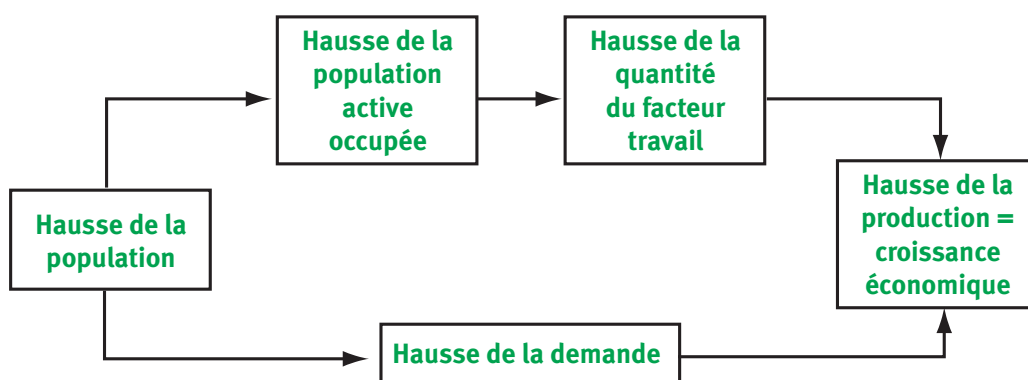 Hausse de la
population
active
occupée
Hausse de la
quantité
du facteur
travail
Hausse de la
population
Hausse de la
production =
croissance
économique
Hausse de la demande